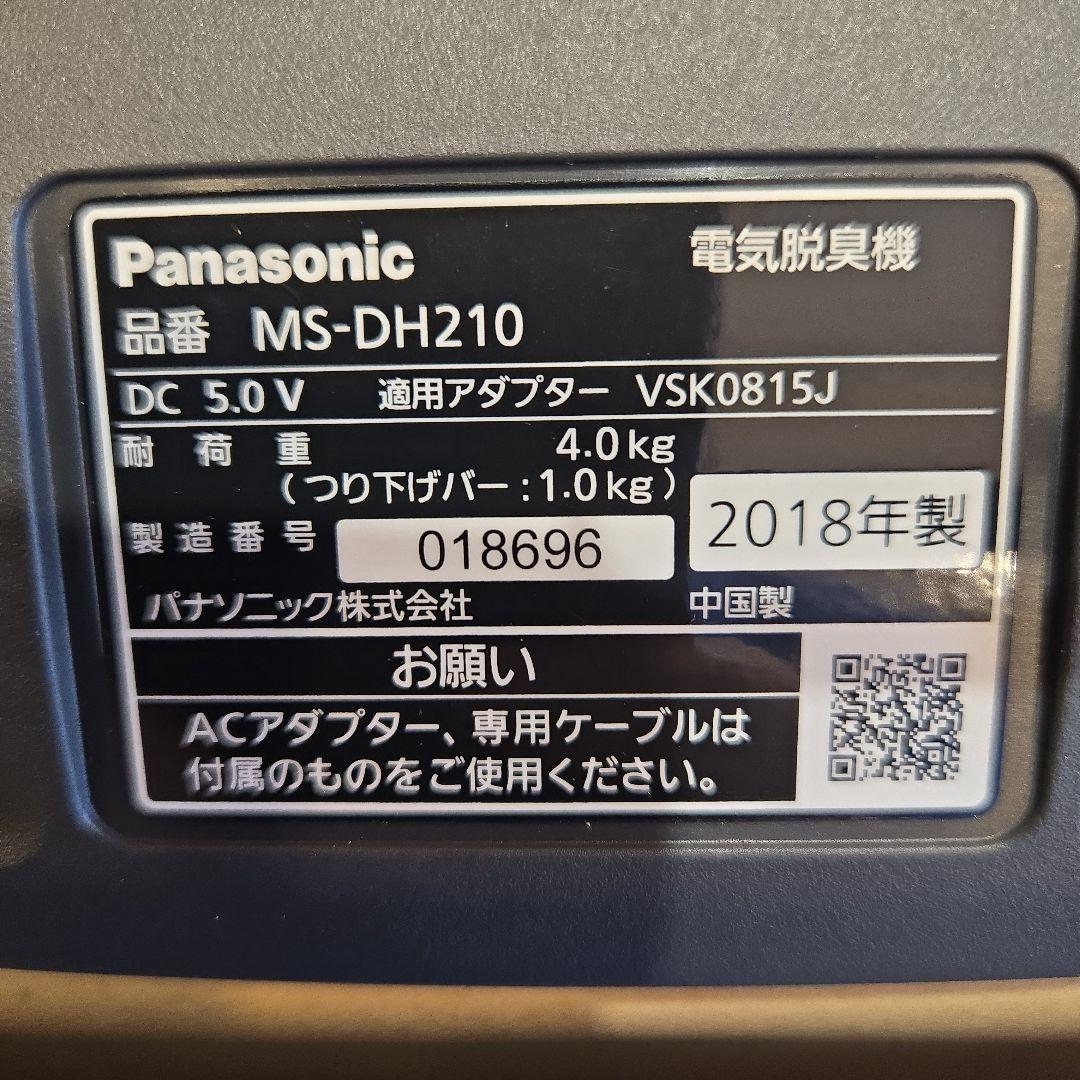 Panasonic 電気脱臭機
品番 MS-DH210
DC 5.0V 適用アダプター VSK0815J
耐荷重 4.0kg
(つり下げバー:1.0kg)
製造番号 018696 2018年製
パナソニック株式会社 中国製
お願い
ACアダプター、専用ケーブルは
付属のものをご使用ください。